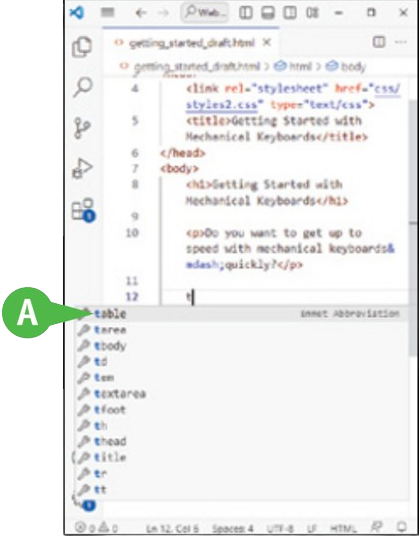 Web...
08
getting_started_draft.html
getting_started_draft.html > html > body
4 <link rel="stylesheet" href="css/
styles2.css" type="text/css">
5 <title>Getting Started with
Mechanical Keyboards</title>
6 </head>
7 <body>
8 <h1>Getting Started with
Mechanical Keyboards</h1>
9
10 <p>Do you want to get up to
speed with mechanical keyboards&
mdash;quickly?</p>
11
12 t
A
table Emmet Abbreviation
tarea
tbody
td
tem
textarea
tfoot
th
thead
title
tr
tt
0 0 Ln 12, Col 6 Spaces: 4 UTF-8 LF HTML